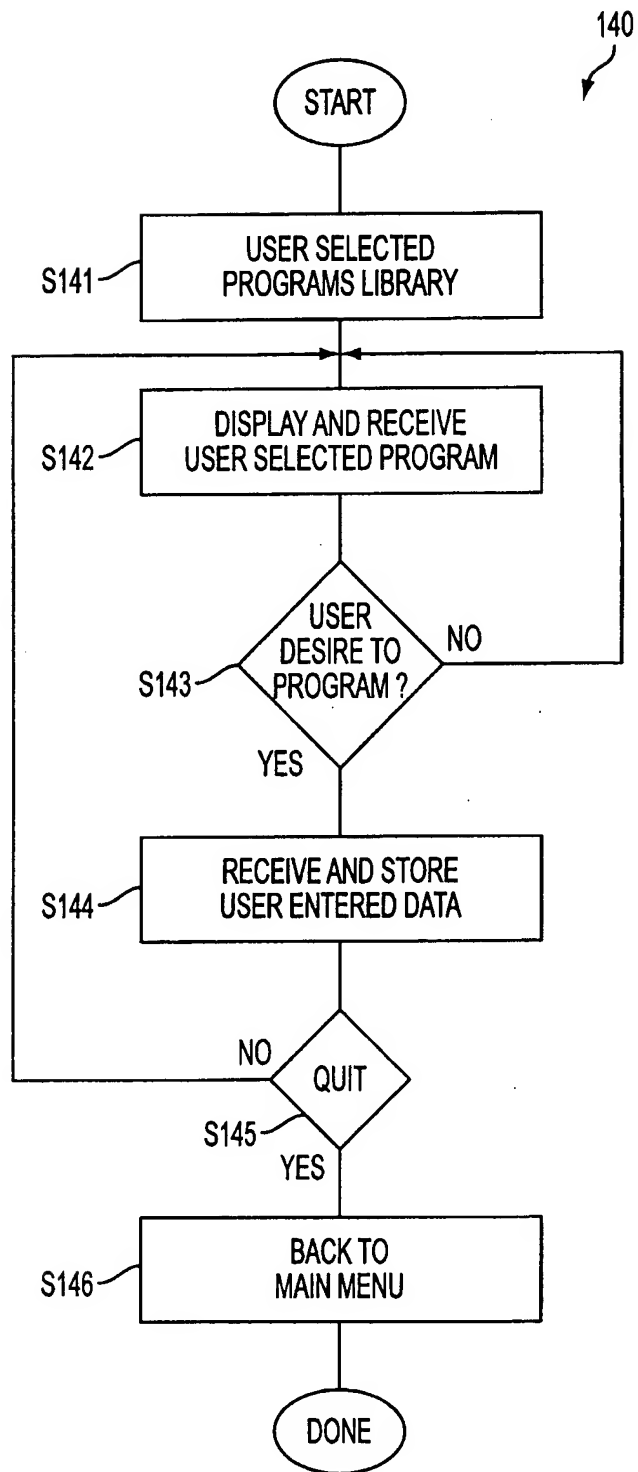 140
START
S141
USER SELECTED
PROGRAMS LIBRARY
S142
DISPLAY AND RECEIVE
USER SELECTED PROGRAM
S143
USER
DESIRE TO
PROGRAM ?
NO
YES
S144
RECEIVE AND STORE
USER ENTERED DATA
NO
QUIT
S145
YES
S146
BACK TO
MAIN MENU
DONE